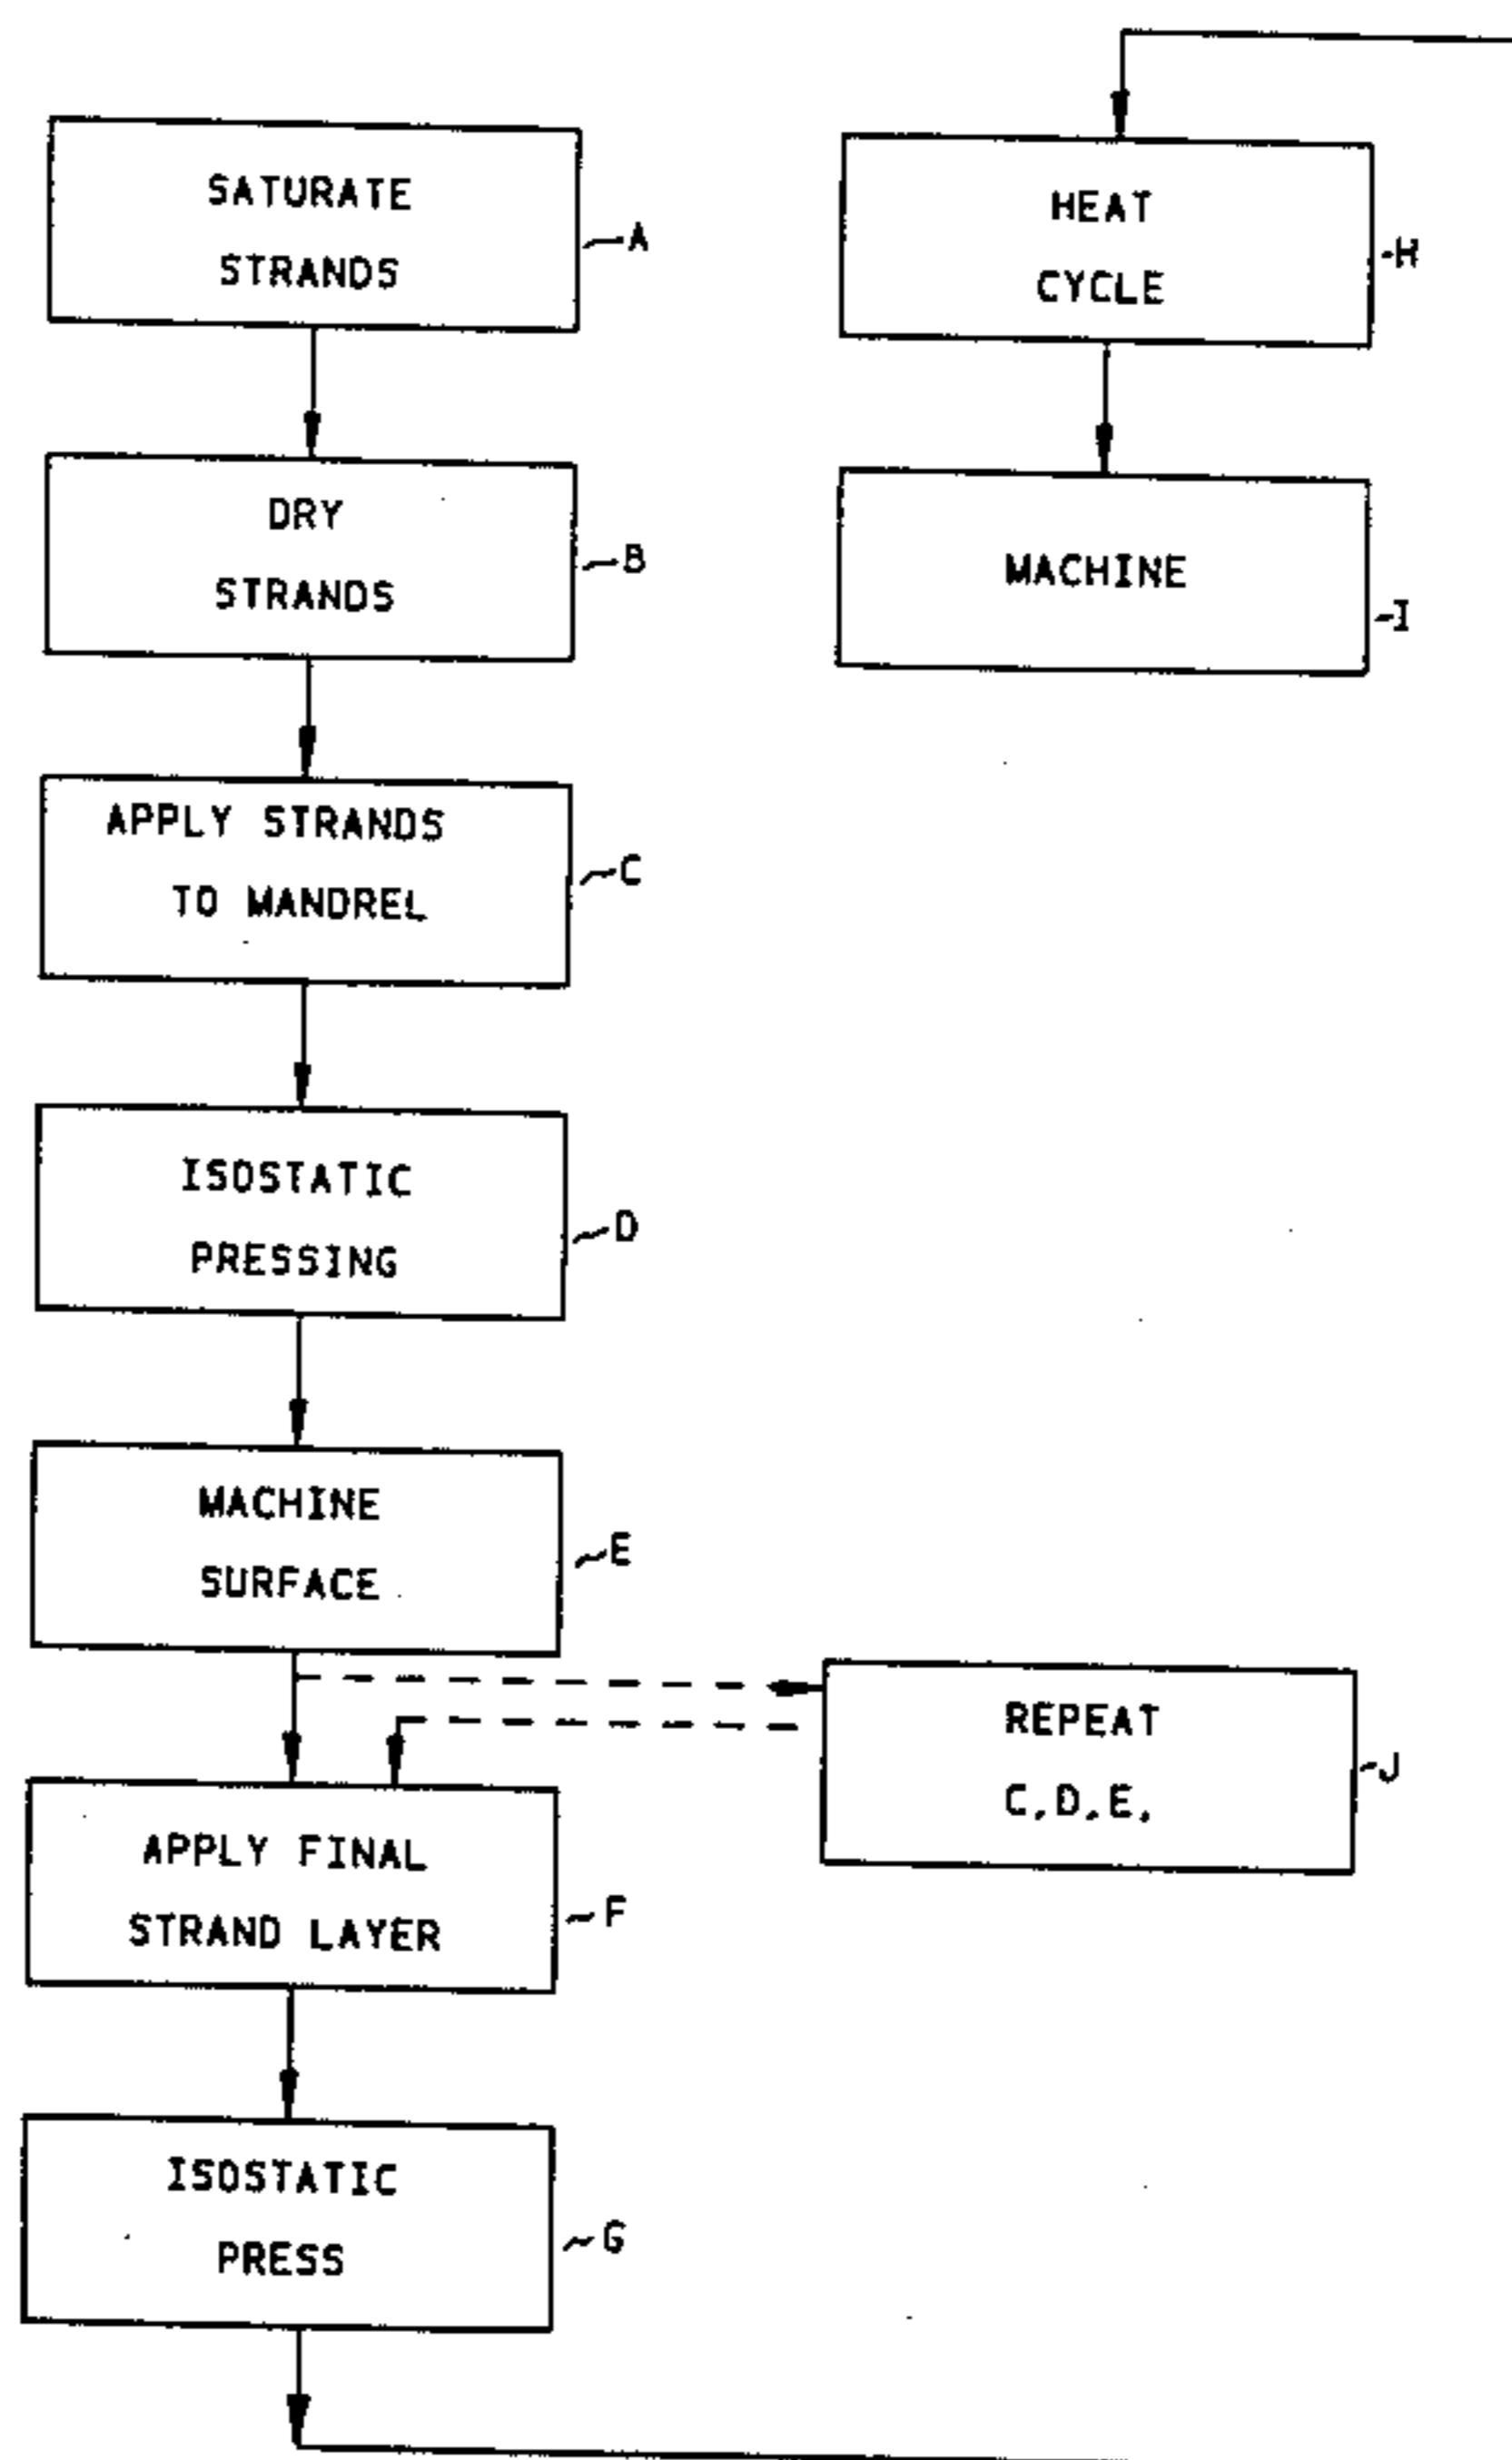 SATURATE
STRANDS
A
DRY
STRANDS
B
APPLY STRANDS
TO MANDREL
C
ISOSTATIC
PRESSING
D
MACHINE
SURFACE
E
APPLY FINAL
STRAND LAYER
F
ISOSTATIC
PRESS
G
HEAT
CYCLE
H
MACHINE
I
REPEAT
C,D,E,
J